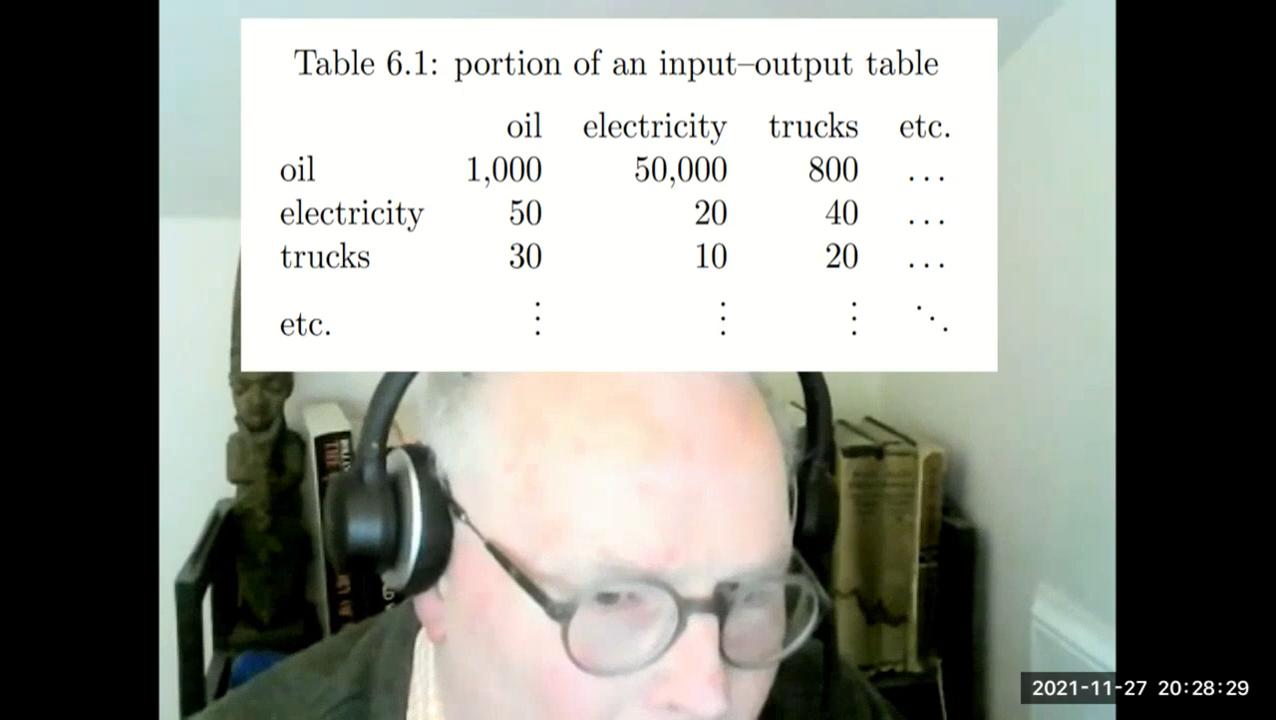 Table 6.1: portion of an input–output table
oil electricity trucks etc.
oil 1,000 50,000 800 ...
electricity 50 20 40 ...
trucks 30 10 20 ...
etc. ⋮ ⋮ ⋮ ⋱
2021-11-27 20:28:29